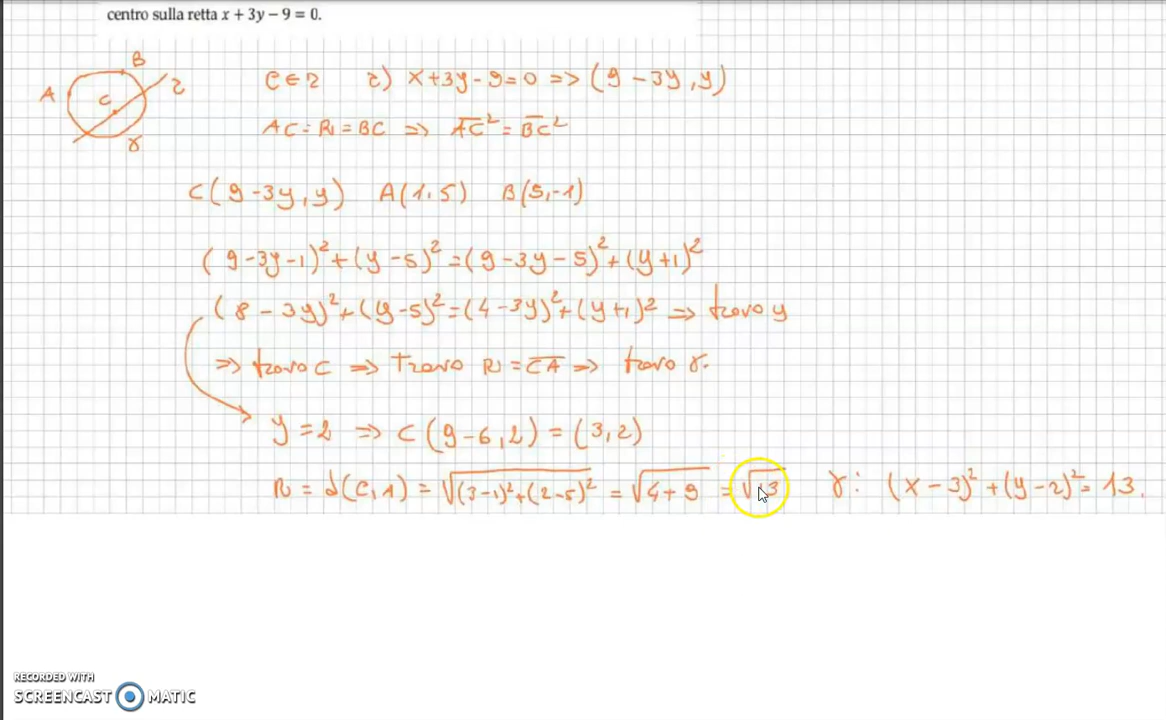 centro sulla retta x + 3y – 9 = 0.
A B C r γ
C ∈ r r) x+3y-9=0 => (9-3y, y)
AC = R = BC => AC² = BC²
C(9-3y, y) A(1,5) B(5,-1)
(9-3y-1)²+(y-5)²=(9-3y-5)²+(y+1)²
(8-3y)²+(y-5)²=(4-3y)²+(y+1)² => trovo y
=> trovo C => Trovo R = CA => trovo γ.
y=2 => C(9-6,2) = (3,2)
R = d(C,A) = √(3-1)²+(2-5)² = √4+9 = √13 γ: (x-3)²+(y-2)²= 13.
RECORDED WITH
SCREENCAST MATIC